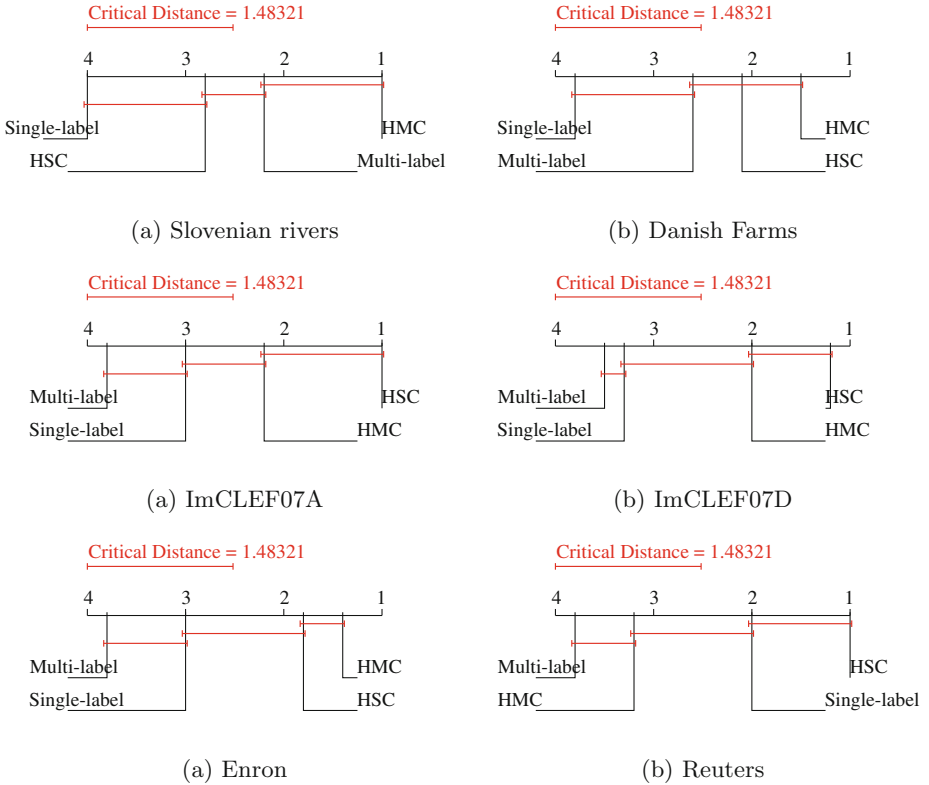 Critical Distance = 1.48321
4 3 2 1
Single-label HMC
HSC Multi-label
(a) Slovenian rivers
Critical Distance = 1.48321
4 3 2 1
Single-label HMC
Multi-label HSC
(b) Danish Farms
Critical Distance = 1.48321
4 3 2 1
Multi-label HSC
Single-label HMC
(a) ImCLEF07A
Critical Distance = 1.48321
4 3 2 1
Multi-label HSC
Single-label HMC
(b) ImCLEF07D
Critical Distance = 1.48321
4 3 2 1
Multi-label HMC
Single-label HSC
(a) Enron
Critical Distance = 1.48321
4 3 2 1
Multi-label HSC
HMC Single-label
(b) Reuters